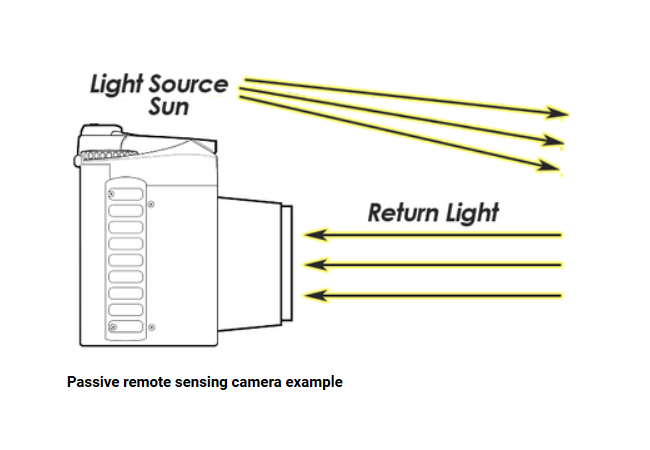 Light Source
Sun
Return Light
Passive remote sensing camera example